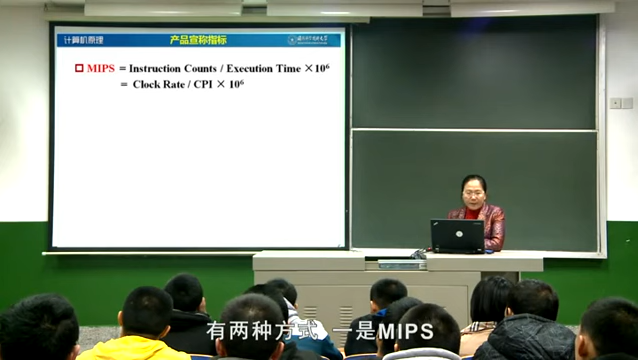 计算机原理
产品宣称指标
MIPS = Instruction Counts / Execution Time ×10⁶
= Clock Rate / CPI × 10⁶
有两种方式 一是MIPS